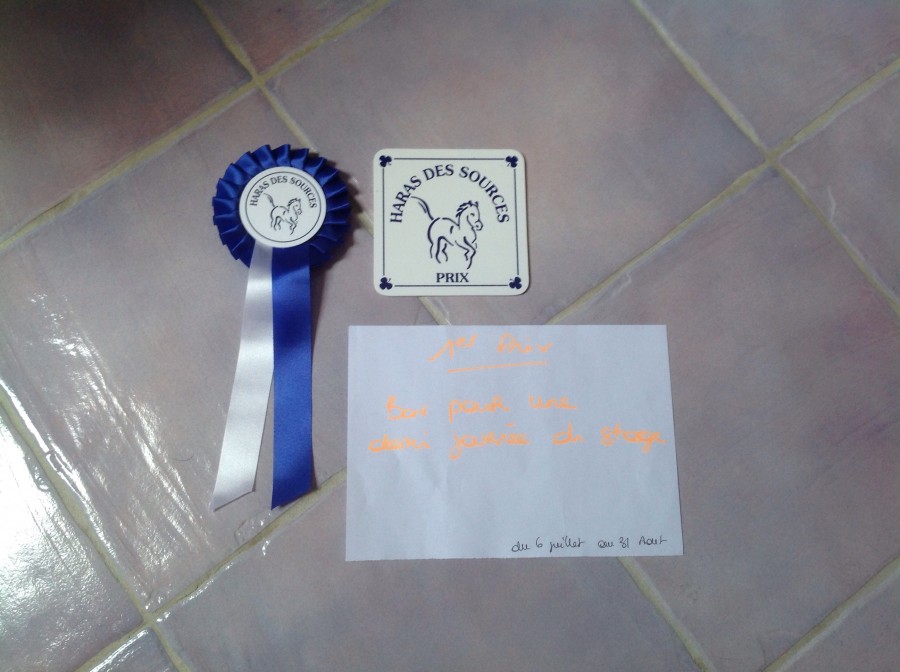 HARAS DES SOURCES
HARAS DES SOURCES
PRIX
1er Prix
Bon pour une
demi journée de stage
du 6 juillet au 31 Aout